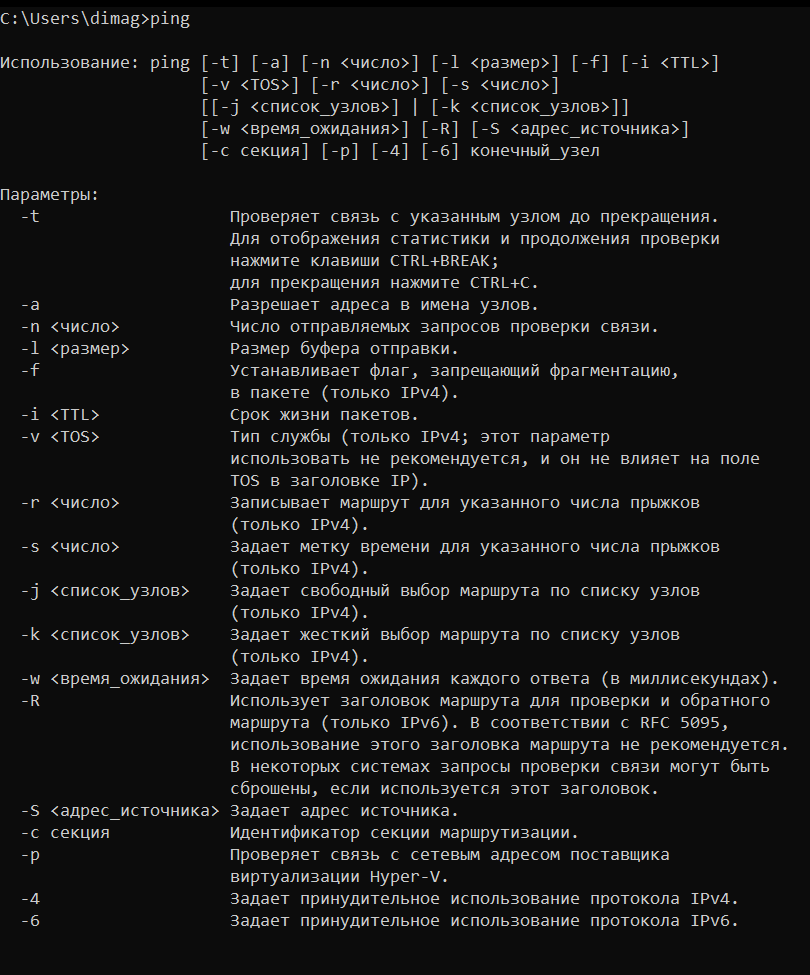 C:\Users\dimag>ping
Использование: ping [-t] [-a] [-n <число>] [-l <размер>] [-f] [-i <TTL>]
[-v <TOS>] [-r <число>] [-s <число>]
[[-j <список_узлов>] | [-k <список_узлов>]]
[-w <время_ожидания>] [-R] [-S <адрес_источника>]
[-c секция] [-p] [-4] [-6] конечный_узел
Параметры:
-t Проверяет связь с указанным узлом до прекращения.
Для отображения статистики и продолжения проверки
нажмите клавиши CTRL+BREAK;
для прекращения нажмите CTRL+C.
-a Разрешает адреса в имена узлов.
-n <число> Число отправляемых запросов проверки связи.
-l <размер> Размер буфера отправки.
-f Устанавливает флаг, запрещающий фрагментацию,
в пакете (только IPv4).
-i <TTL> Срок жизни пакетов.
-v <TOS> Тип службы (только IPv4; этот параметр
использовать не рекомендуется, и он не влияет на поле
TOS в заголовке IP).
-r <число> Записывает маршрут для указанного числа прыжков
(только IPv4).
-s <число> Задает метку времени для указанного числа прыжков
(только IPv4).
-j <список_узлов> Задает свободный выбор маршрута по списку узлов
(только IPv4).
-k <список_узлов> Задает жесткий выбор маршрута по списку узлов
(только IPv4).
-w <время_ожидания> Задает время ожидания каждого ответа (в миллисекундах).
-R Использует заголовок маршрута для проверки и обратного
маршрута (только IPv6). В соответствии с RFC 5095,
использование этого заголовка маршрута не рекомендуется.
В некоторых системах запросы проверки связи могут быть
сброшены, если используется этот заголовок.
-S <адрес_источника> Задает адрес источника.
-c секция Идентификатор секции маршрутизации.
-p Проверяет связь с сетевым адресом поставщика
виртуализации Hyper-V.
-4 Задает принудительное использование протокола IPv4.
-6 Задает принудительное использование протокола IPv6.